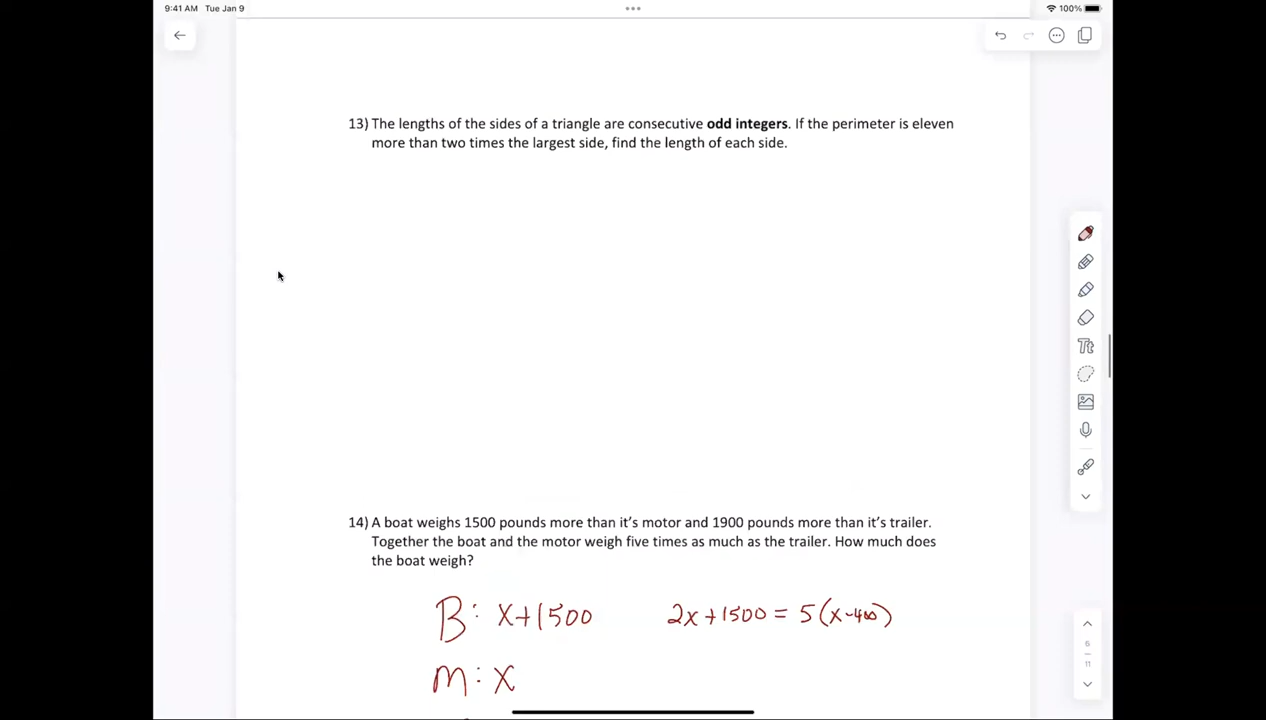 9:41 AM Tue Jan 9
100%
13) The lengths of the sides of a triangle are consecutive odd integers. If the perimeter is eleven
more than two times the largest side, find the length of each side.
Tt
14) A boat weighs 1500 pounds more than it's motor and 1900 pounds more than it's trailer.
Together the boat and the motor weigh five times as much as the trailer. How much does
the boat weigh?
B: x+1500 2x+1500 = 5(x-400)
M: x
6
11